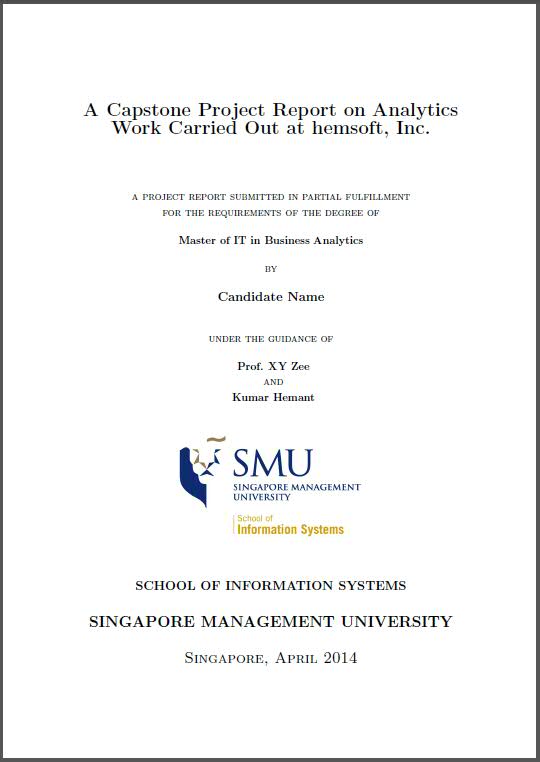 A Capstone Project Report on Analytics
Work Carried Out at hemsoft, Inc.
A PROJECT REPORT SUBMITTED IN PARTIAL FULFILLMENT
FOR THE REQUIREMENTS OF THE DEGREE OF
Master of IT in Business Analytics
BY
Candidate Name
UNDER THE GUIDANCE OF
Prof. XY Zee
AND
Kumar Hemant
SMU
SINGAPORE MANAGEMENT
UNIVERSITY
School of
Information Systems
SCHOOL OF INFORMATION SYSTEMS
SINGAPORE MANAGEMENT UNIVERSITY
SINGAPORE, APRIL 2014